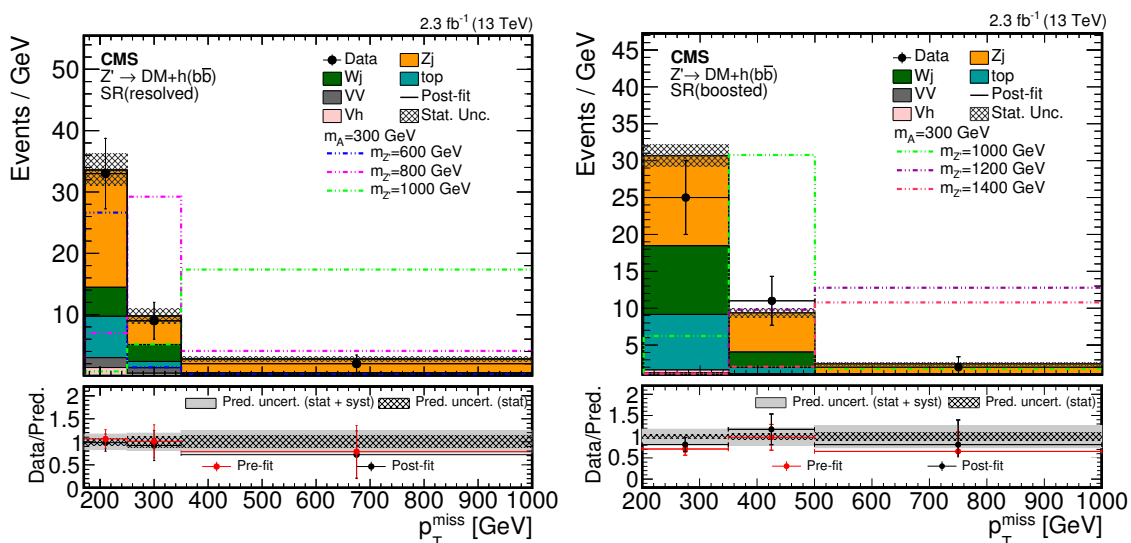 2.3 fb⁻¹ (13 TeV)
Events / GeV
50
40
30
20
10
CMS
Z' → DM+h(bb̅)
SR(resolved)
Data
Zj
Wj
top
VV
Post-fit
Vh
Stat. Unc.
m_A=300 GeV
m_Z'=600 GeV
m_Z'=800 GeV
m_Z'=1000 GeV
Data/Pred.
2
1.5
1
0.5
0
Pred. uncert. (stat + syst)
Pred. uncert. (stat)
Pre-fit
Post-fit
200 300 400 500 600 700 800 900 1000
p_T^miss [GeV]
2.3 fb⁻¹ (13 TeV)
Events / GeV
45
40
35
30
25
20
15
10
5
CMS
Z'→ DM+h(bb̅)
SR(boosted)
Data
Zj
Wj
top
VV
Post-fit
Vh
Stat. Unc.
m_A=300 GeV
m_Z'=1000 GeV
m_Z'=1200 GeV
m_Z'=1400 GeV
Data/Pred.
2
1.5
1
0.5
0
Pred. uncert. (stat + syst)
Pred. uncert. (stat)
Pre-fit
Post-fit
200 300 400 500 600 700 800 900 1000
p_T^miss [GeV]